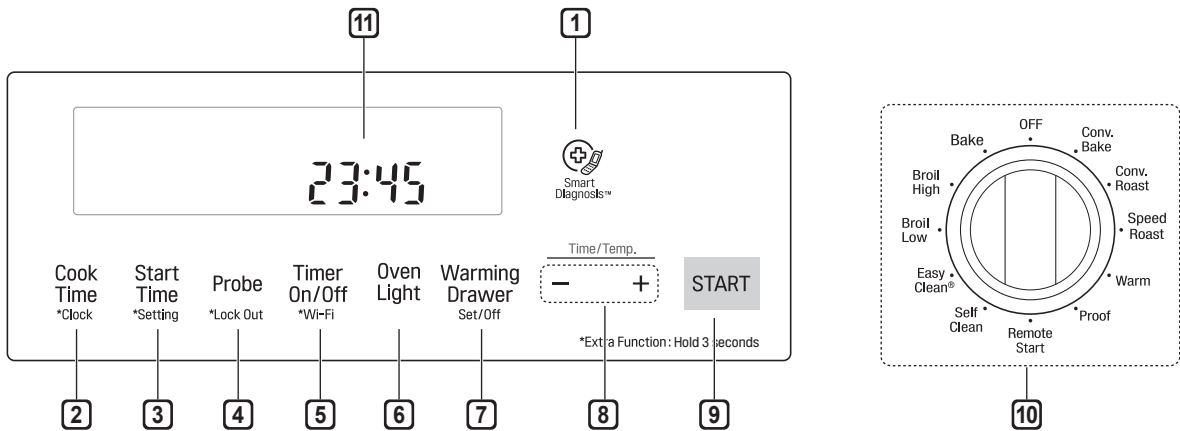 11
1
23:45
Smart
Diagnosis™
Cook
Time
*Clock
Start
Time
*Setting
Probe
*Lock Out
Timer
On/Off
*Wi-Fi
Oven
Light
Warming
Drawer
Set/Off
Time/Temp.
− +
START
*Extra Function: Hold 3 seconds
2
3
4
5
6
7
8
9
OFF
Conv.
Bake
Conv.
Roast
Speed
Roast
Warm
Proof
Remote
Start
Self
Clean
Easy
Clean®
Broil
Low
Broil
High
Bake
10